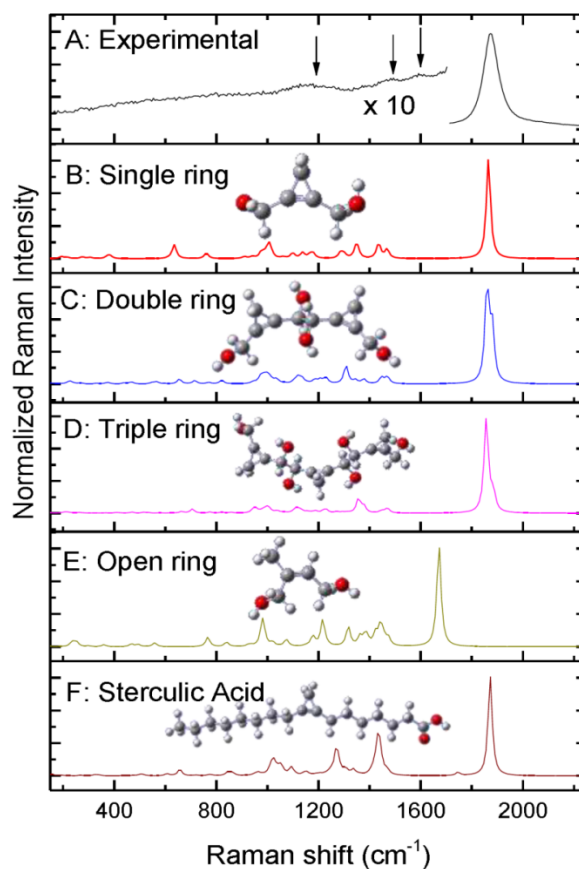 A: Experimental
x 10
B: Single ring
C: Double ring
D: Triple ring
E: Open ring
F: Sterculic Acid
Normalized Raman Intensity
400 800 1200 1600 2000
Raman shift (cm⁻¹)